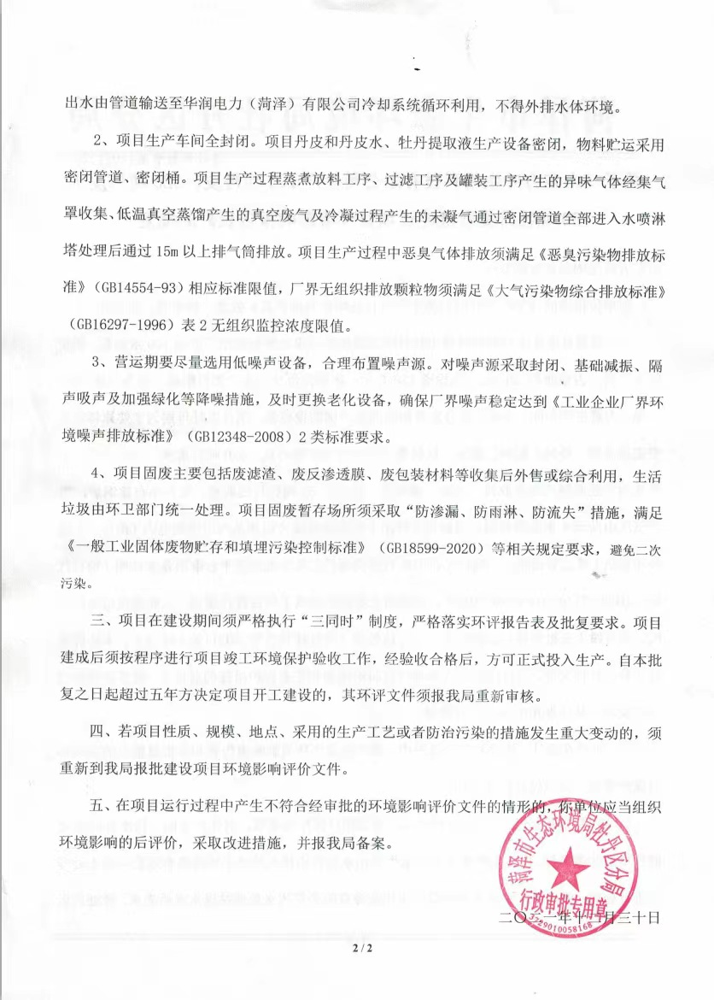 出水由管道输送至华润电力（菏泽）有限公司冷却系统循环利用，不得外排水体环境。
2、项目生产车间全封闭。项目丹皮和丹皮水、牡丹提取液生产设备密闭，物料贮运采用
密闭管道、密闭桶。项目生产过程蒸煮放料工序、过滤工序及罐装工序产生的异味气体经集气
罩收集、低温真空蒸馏产生的真空废气及冷凝过程产生的未凝气通过密闭管道全部进入水喷淋
塔处理后通过 15m 以上排气筒排放。项目生产过程中恶臭气体排放须满足《恶臭污染物排放标
准》（GB14554-93）相应标准限值，厂界无组织排放颗粒物须满足《大气污染物综合排放标准》
（GB16297-1996）表 2 无组织监控浓度限值。
3、营运期要尽量选用低噪声设备，合理布置噪声源。对噪声源采取封闭、基础减振、隔
声吸声及加强绿化等降噪措施，及时更换老化设备，确保厂界噪声稳定达到《工业企业厂界环
境噪声排放标准》（GB12348-2008）2 类标准要求。
4、项目固废主要包括废滤渣、废反渗透膜、废包装材料等收集后外售或综合利用，生活
垃圾由环卫部门统一处理。项目固废暂存场所须采取“防渗漏、防雨淋、防流失”措施，满足
《一般工业固体废物贮存和填埋污染控制标准》（GB18599-2020）等相关规定要求，避免二次
污染。
三、项目在建设期间须严格执行“三同时”制度，严格落实环评报告表及批复要求。项目
建成后须按程序进行项目竣工环境保护验收工作，经验收合格后，方可正式投入生产。自本批
复之日起超过五年方决定项目开工建设的，其环评文件须报我局重新审核。
四、若项目性质、规模、地点、采用的生产工艺或者防治污染的措施发生重大变动的，须
重新到我局报批建设项目环境影响评价文件。
五、在项目运行过程中产生不符合经审批的环境影响评价文件的情形的，你单位应当组织
环境影响的后评价，采取改进措施，并报我局备案。
菏泽市生态环境局牡丹区分局
行政审批专用章
3729010058168
二〇二一年十二月三十日
2 / 2